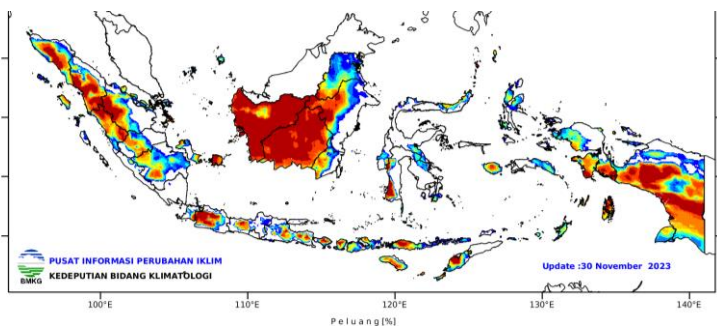 PUSAT INFORMASI PERUBAHAN IKLIM
KEDEPUTIAN BIDANG KLIMATOLOGI
BMKG
Update :30 November 2023
100°E 110°E 120°E 130°E 140°E
Peluang[%]